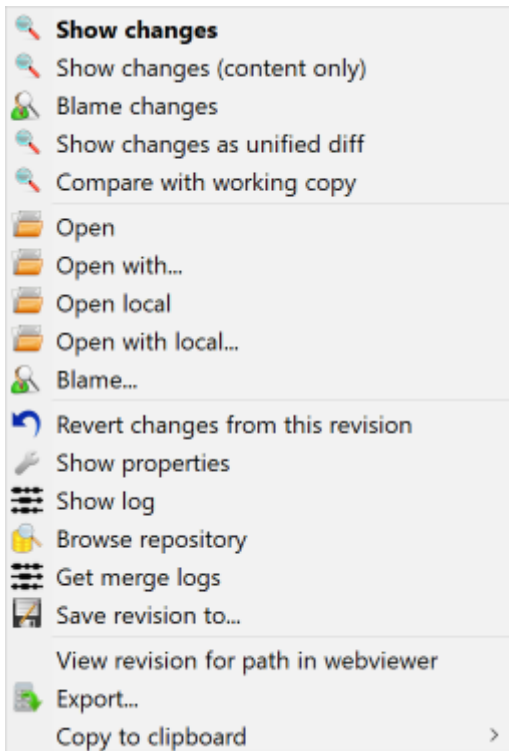 Show changes
Show changes (content only)
Blame changes
Show changes as unified diff
Compare with working copy
Open
Open with...
Open local
Open with local...
Blame...
Revert changes from this revision
Show properties
Show log
Browse repository
Get merge logs
Save revision to...
View revision for path in webviewer
Export...
Copy to clipboard